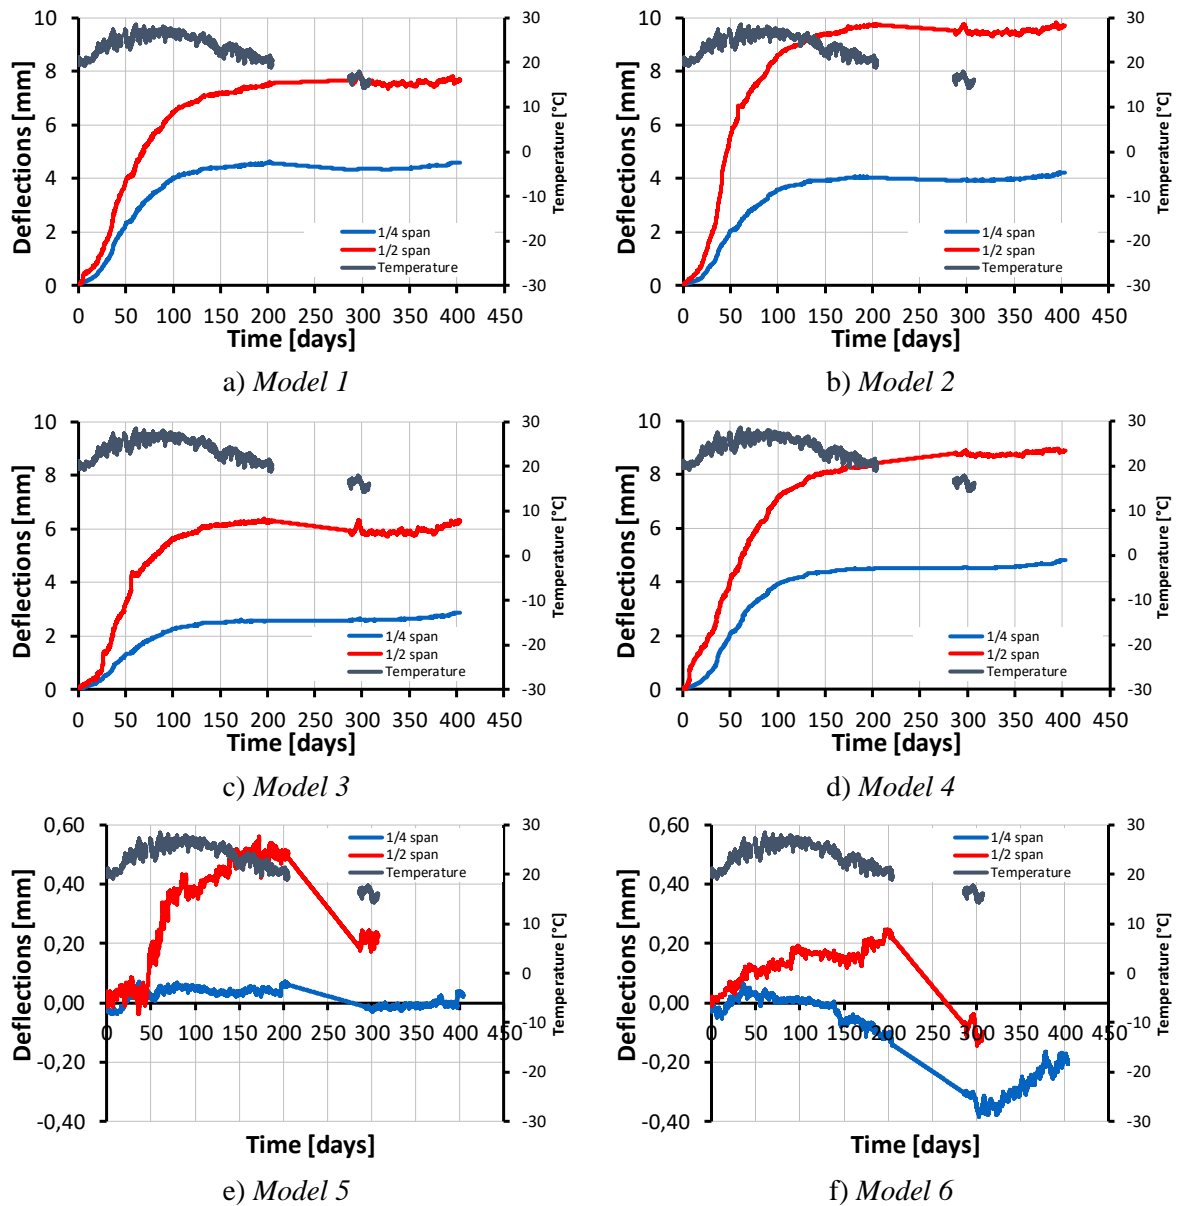 10
8
6
4
2
0
Deflections [mm]
30
20
10
0
-10
-20
-30
Temperature [°C]
1/4 span
1/2 span
Temperature
0 50 100 150 200 250 300 350 400 450
Time [days]
a) Model 1
10
8
6
4
2
0
Deflections [mm]
30
20
10
0
-10
-20
-30
Temperature [°C]
1/4 span
1/2 span
Temperature
0 50 100 150 200 250 300 350 400 450
Time [days]
b) Model 2
10
8
6
4
2
0
Deflections [mm]
30
20
10
0
-10
-20
-30
Temperature [°C]
1/4 span
1/2 span
Temperature
0 50 100 150 200 250 300 350 400 450
Time [days]
c) Model 3
10
8
6
4
2
0
Deflections [mm]
30
20
10
0
-10
-20
-30
Temperature [°C]
1/4 span
1/2 span
Temperature
0 50 100 150 200 250 300 350 400 450
Time [days]
d) Model 4
0,60
0,40
0,20
0,00
-0,20
-0,40
Deflections [mm]
30
20
10
0
-10
-20
-30
Temperature [°C]
1/4 span
1/2 span
Temperature
0 50 100 150 200 250 300 350 400 450
Time [days]
e) Model 5
0,60
0,40
0,20
0,00
-0,20
-0,40
Deflections [mm]
30
20
10
0
-10
-20
-30
Temperature [°C]
1/4 span
1/2 span
Temperature
0 50 100 150 200 250 300 350 400 450
Time [days]
f) Model 6